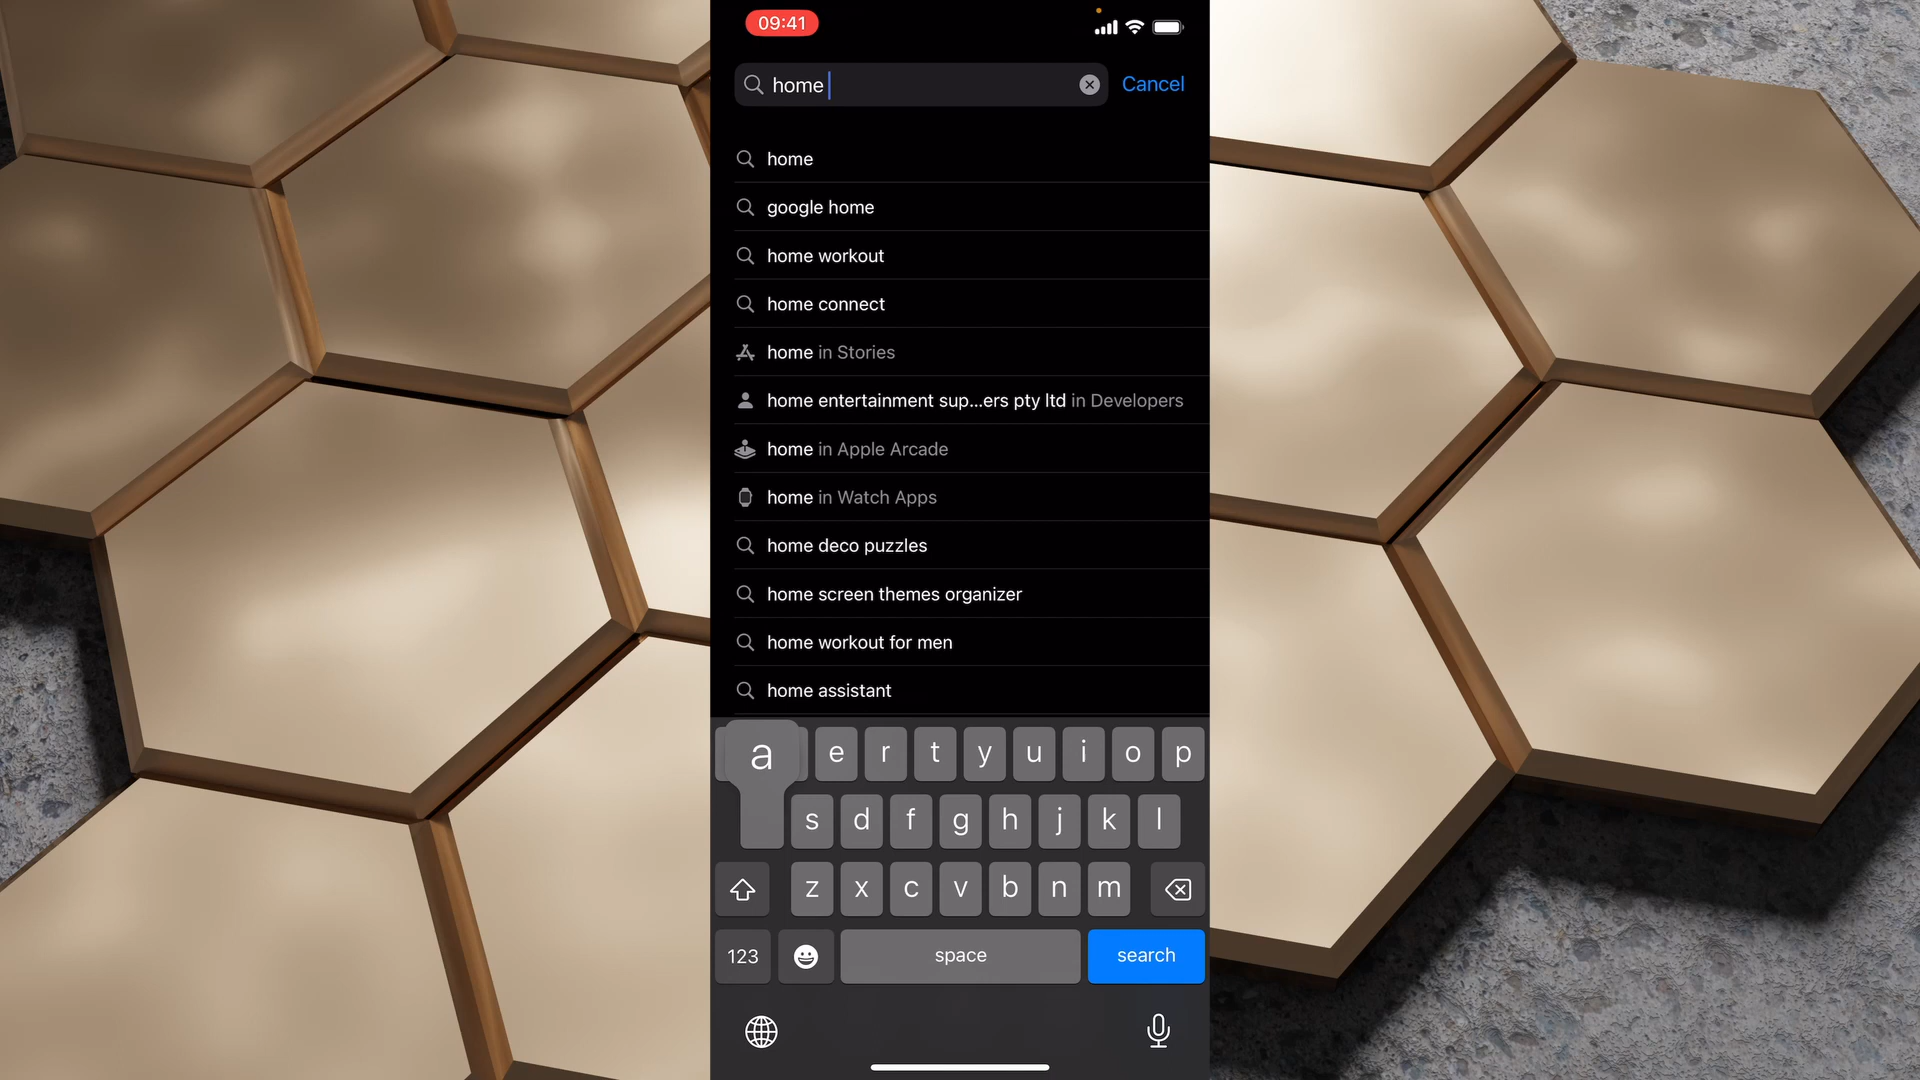 09:41
home
Cancel
home
google home
home workout
home connect
home in Stories
home entertainment sup...ers pty ltd in Developers
home in Apple Arcade
home in Watch Apps
home deco puzzles
home screen themes organizer
home workout for men
home assistant
a e r t y u i o p
s d f g h j k l
z x c v b n m
123 space search